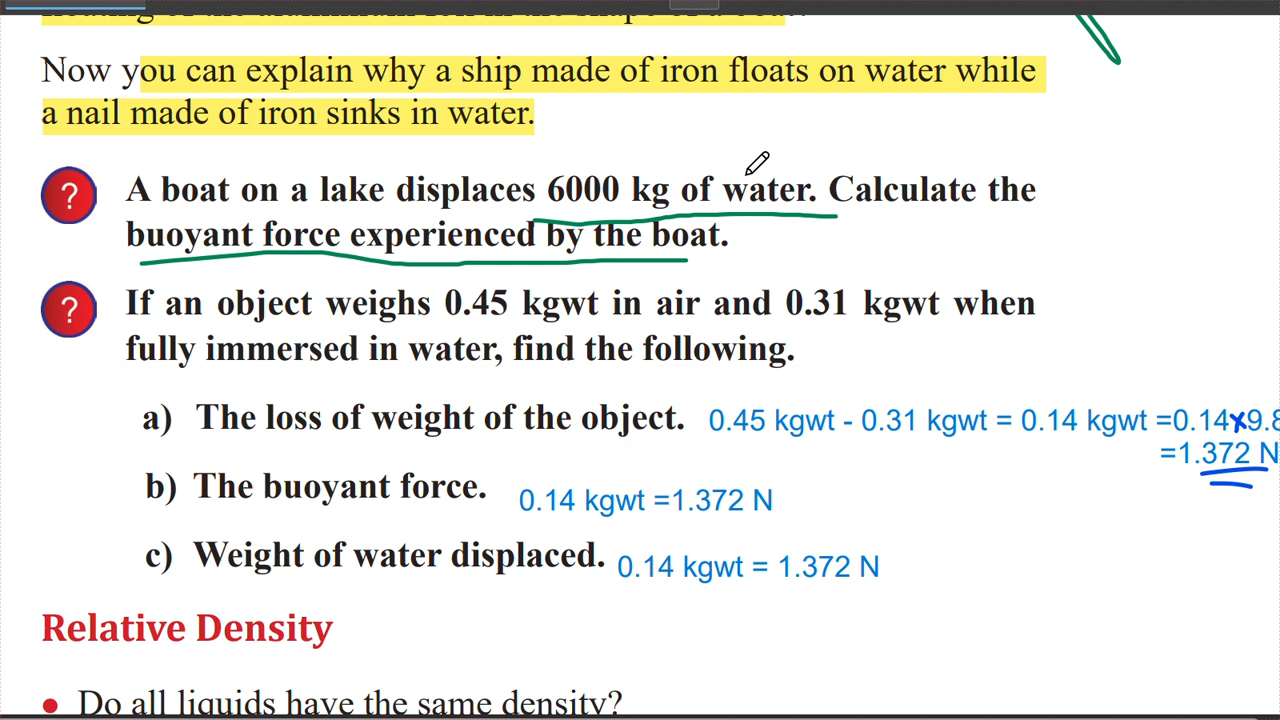 Now you can explain why a ship made of iron floats on water while
a nail made of iron sinks in water.
? A boat on a lake displaces 6000 kg of water. Calculate the
buoyant force experienced by the boat.
? If an object weighs 0.45 kgwt in air and 0.31 kgwt when
fully immersed in water, find the following.
a) The loss of weight of the object. 0.45 kgwt - 0.31 kgwt = 0.14 kgwt =0.14×9.8
=1.372 N
b) The buoyant force. 0.14 kgwt =1.372 N
c) Weight of water displaced. 0.14 kgwt = 1.372 N
Relative Density
• Do all liquids have the same density?